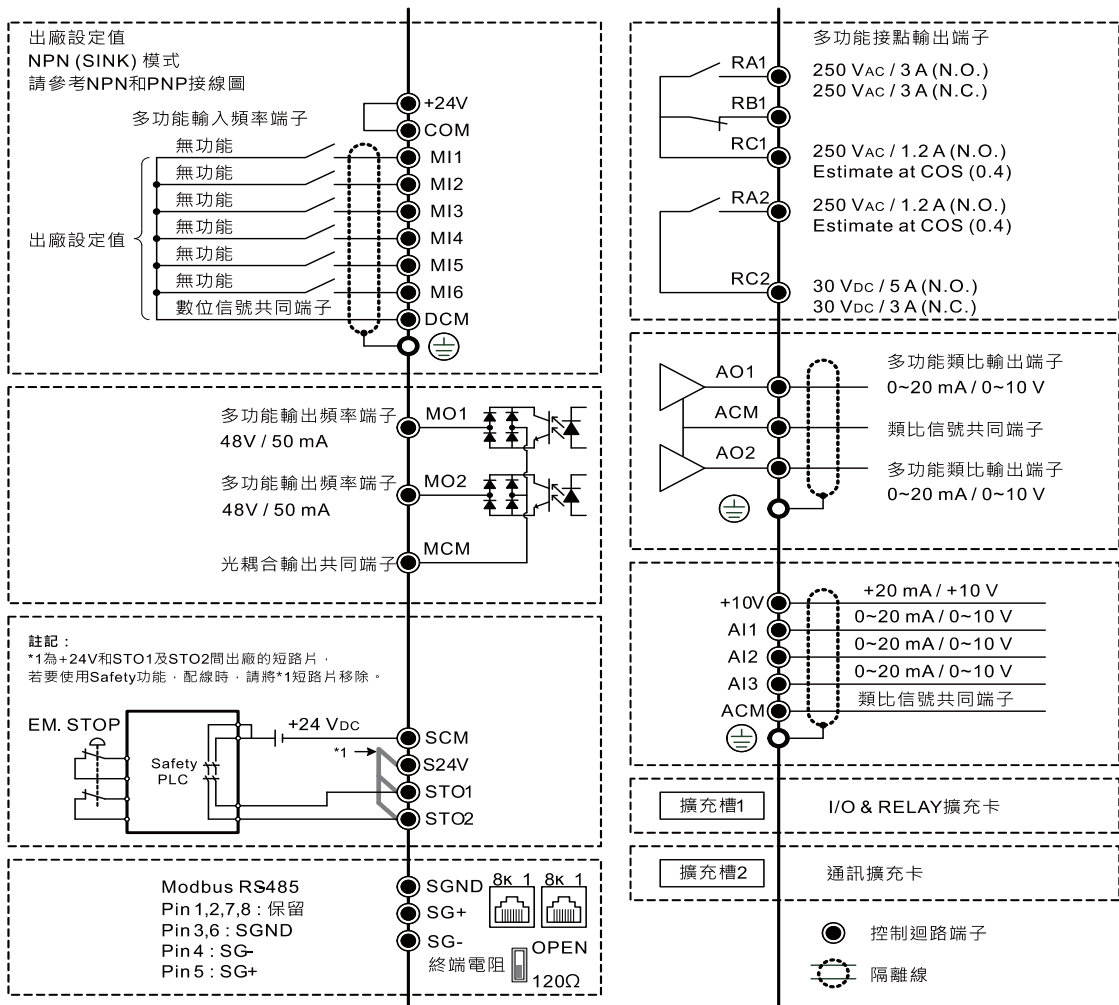 出廠設定值
NPN (SINK) 模式
請參考NPN和PNP接線圖
多功能輸入頻率端子
+24V
COM
無功能
MI1
無功能
MI2
無功能
MI3
無功能
MI4
無功能
MI5
無功能
MI6
出廠設定值
數位信號共同端子
DCM
多功能輸出頻率端子
48V / 50 mA
MO1
多功能輸出頻率端子
48V / 50 mA
MO2
光耦合輸出共同端子
MCM
註記：
*1為+24V和STO1及STO2間出廠的短路片，
若要使用Safety功能，配線時，請將*1短路片移除。
EM. STOP
Safety
PLC
+24 VDC
*1
SCM
S24V
STO1
STO2
Modbus RS-485
Pin 1,2,7,8 : 保留
Pin 3,6 : SGND
Pin 4 : SG-
Pin 5 : SG+
SGND
SG+
SG-
8 1 8 1
終端電阻
OPEN
120Ω
多功能接點輸出端子
RA1
250 VAC / 3 A (N.O.)
250 VAC / 3 A (N.C.)
RB1
RC1
250 VAC / 1.2 A (N.O.)
Estimate at COS (0.4)
RA2
250 VAC / 1.2 A (N.O.)
Estimate at COS (0.4)
RC2
30 VDC / 5 A (N.O.)
30 VDC / 3 A (N.C.)
AO1
多功能類比輸出端子
0~20 mA / 0~10 V
ACM
類比信號共同端子
AO2
多功能類比輸出端子
0~20 mA / 0~10 V
+10V
+20 mA / +10 V
AI1
0~20 mA / 0~10 V
AI2
0~20 mA / 0~10 V
AI3
0~20 mA / 0~10 V
ACM
類比信號共同端子
擴充槽1
I/O & RELAY擴充卡
擴充槽2
通訊擴充卡
控制迴路端子
隔離線